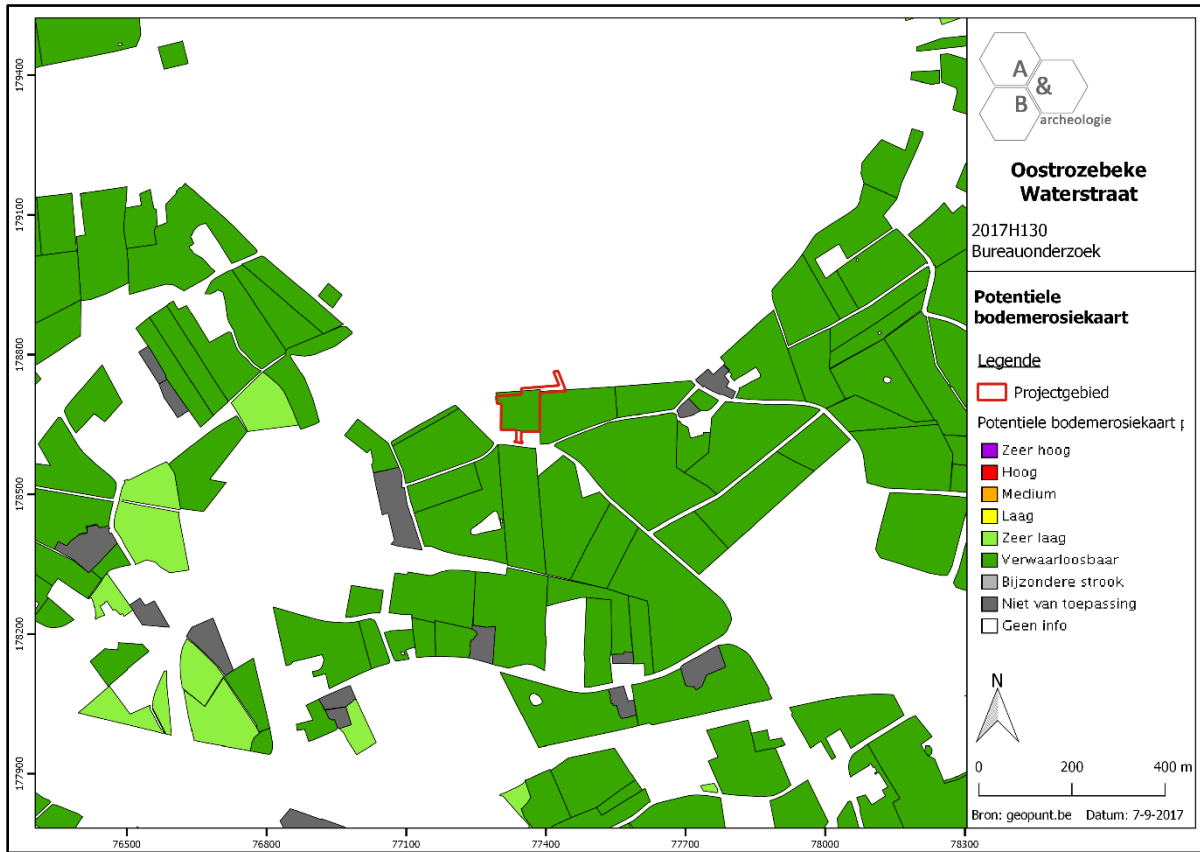 A
&
B
archeologie
Oostrozebeke
Waterstraat
2017H130
Bureauonderzoek
Potentiele
bodemerosiekaart
Legende
Projectgebied
Potentiele bodemerosiekaart p
Zeer hoog
Hoog
Medium
Laag
Zeer laag
Verwaarloosbaar
Bijzondere strook
Niet van toepassing
Geen info
N
0 200 400 m
Bron: geopunt.be Datum: 7-9-2017
179400
179100
178800
178500
178200
177900
76500 76800 77100 77400 77700 78000 78300